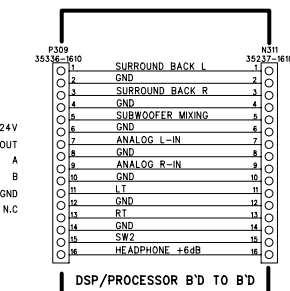 P309
35336-1610
N311
35237-1610
1 SURROUND BACK L 1
2 GND 2
3 SURROUND BACK R 3
4 GND 4
5 SUBWOOFER MIXING 5
24V 6 GND 6
OUT 7 ANALOG L-IN 7
A 8 GND 8
9 ANALOG R-IN 9
B 10 GND 10
GND 11 LT 11
N.C 12 GND 12
13 RT 13
14 GND 14
15 SW2 15
16 HEADPHONE +6dB 16
DSP/PROCESSOR B'D TO B'D